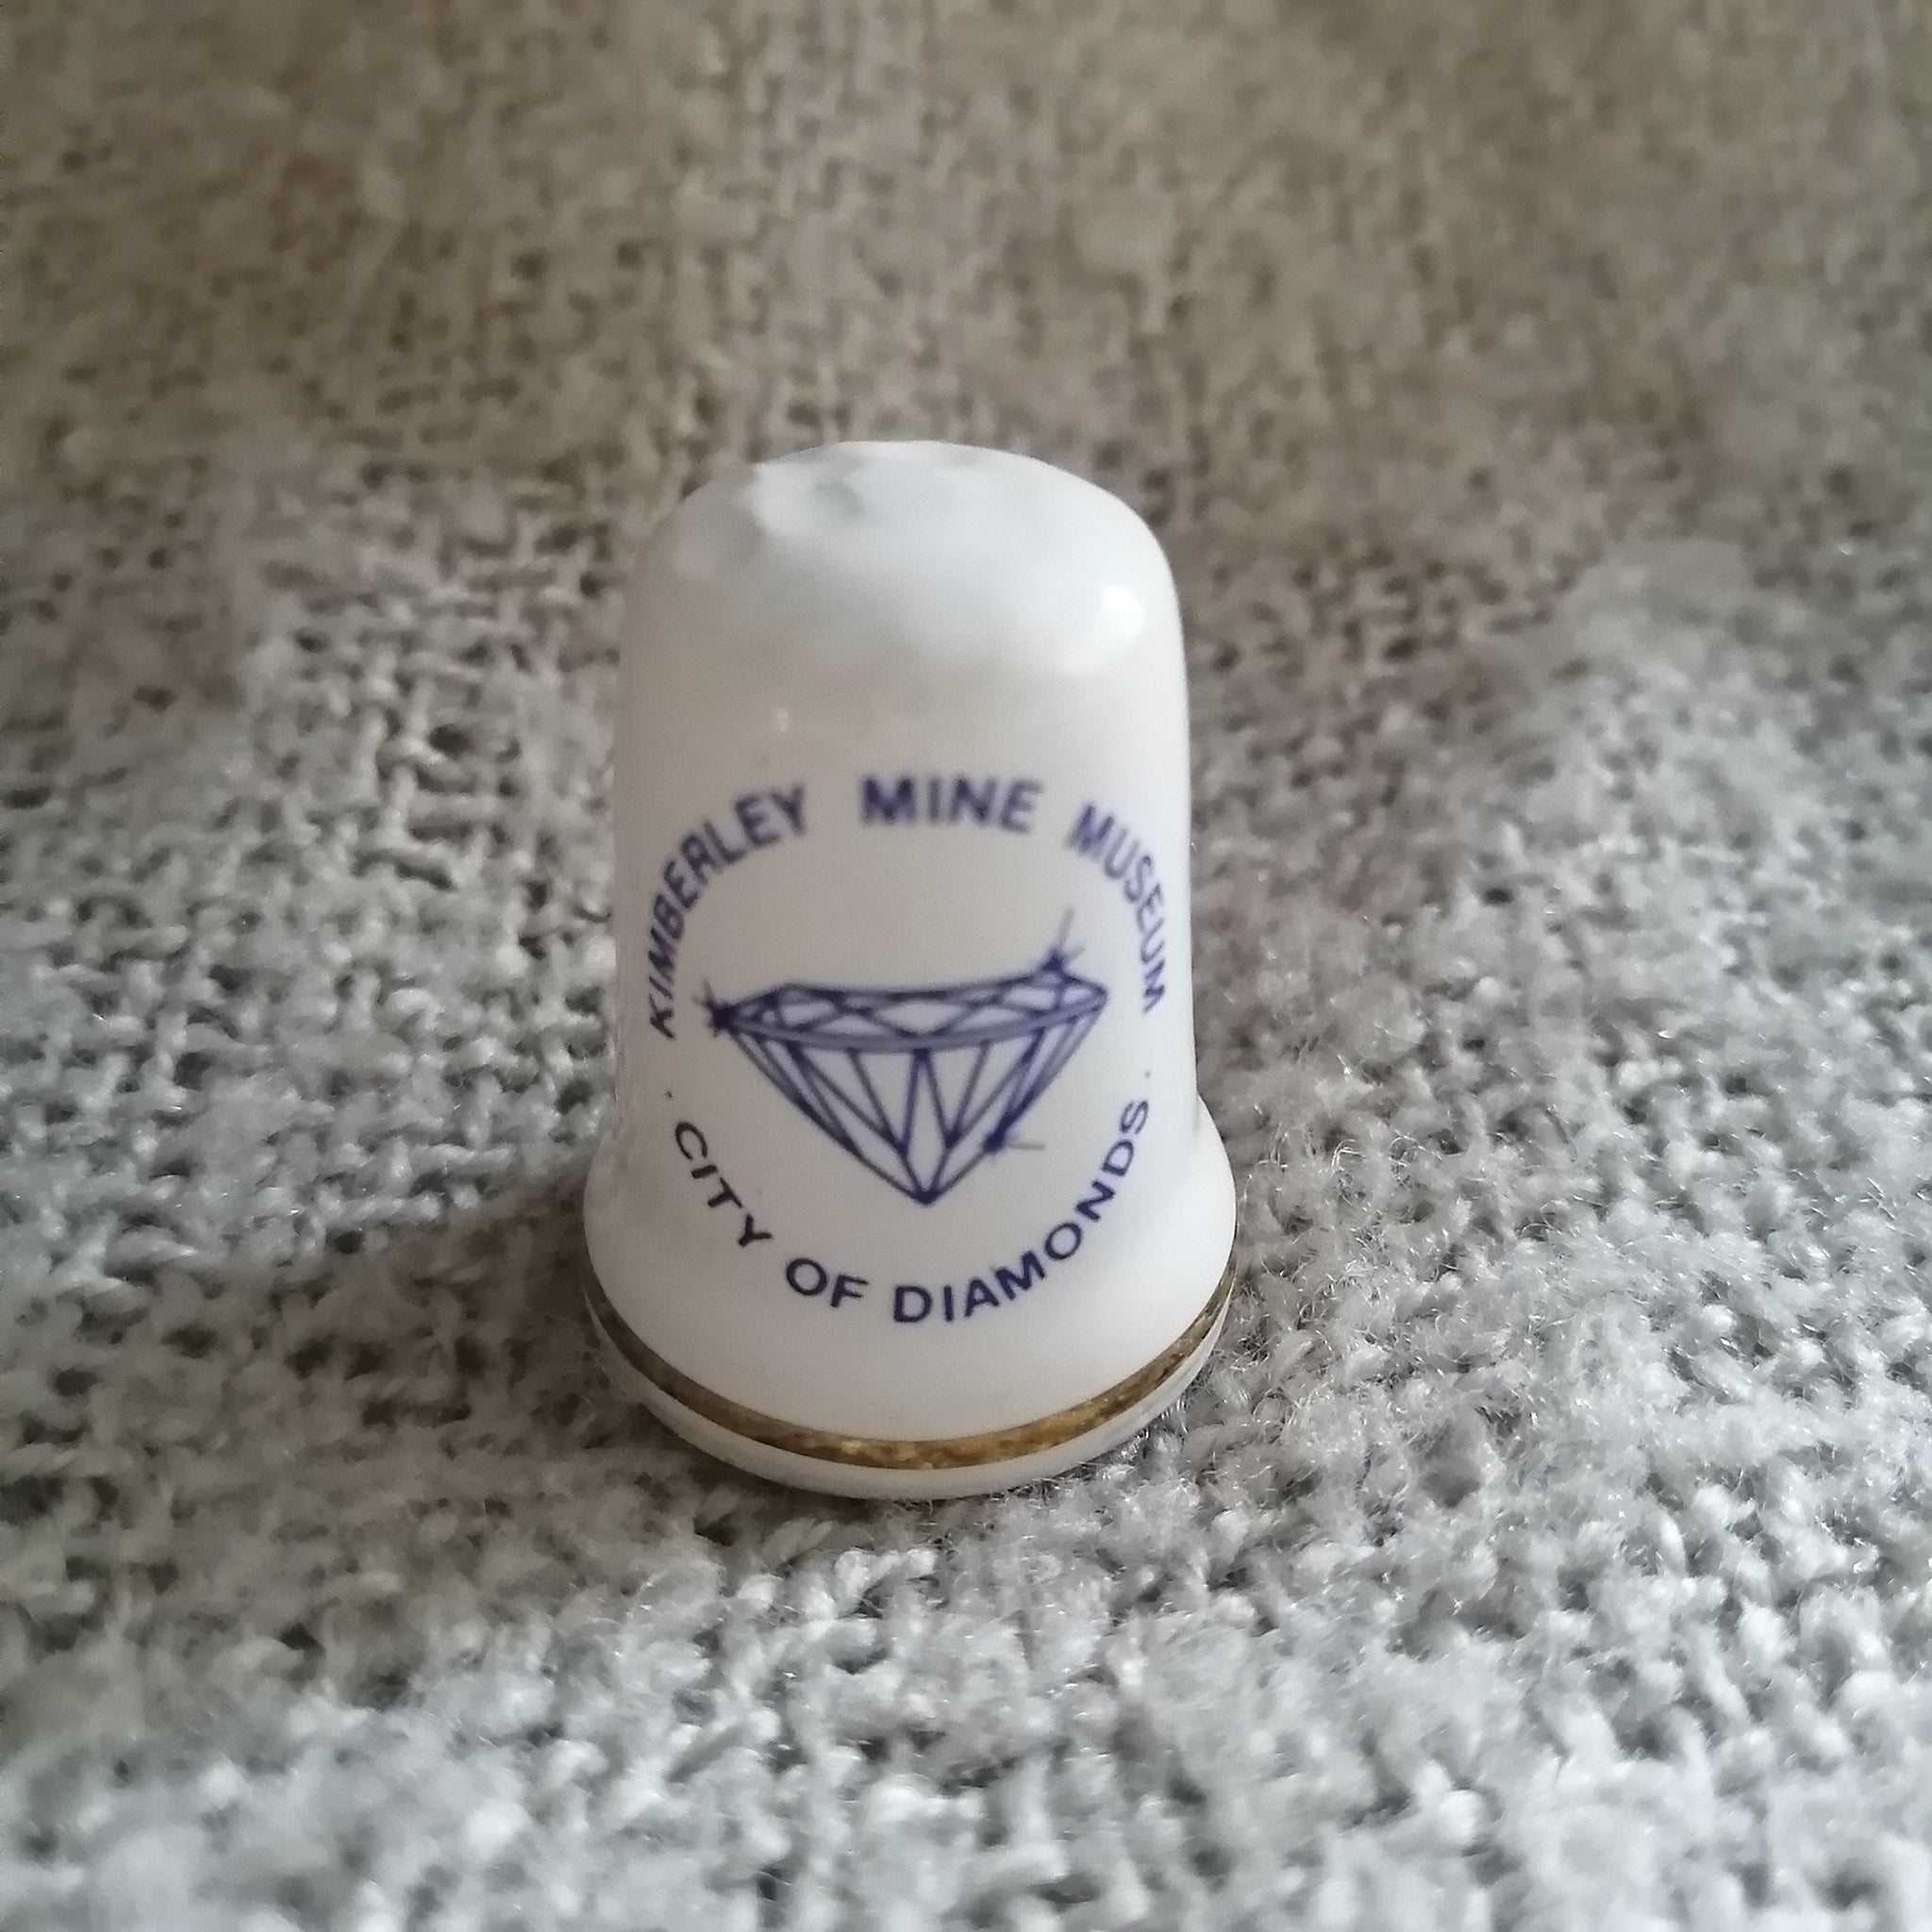 KIMBERLEY MINE MUSEUM
· CITY OF DIAMONDS ·